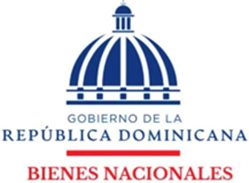 GOBIERNO DE LA
REPÚBLICA DOMINICANA
BIENES NACIONALES